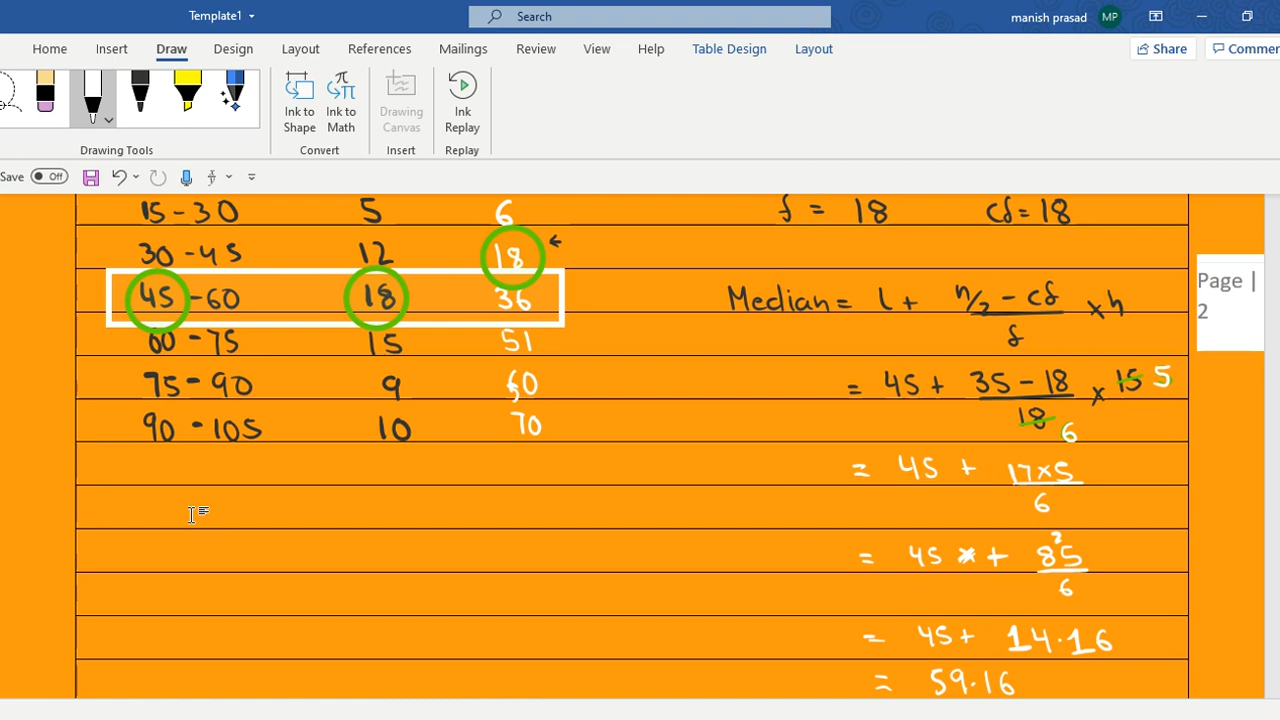 Template1
Search
manish prasad MP
Home Insert Draw Design Layout References Mailings Review View Help Table Design Layout Share Comme
Ink to Shape
Ink to Math
Drawing Canvas
Ink Replay
Drawing Tools Convert Insert Replay
Save Off
15 - 30 5 6 f = 18 cf = 18
30 - 45 12 18
45 - 60 18 36
Median = l + n/2 - cf / f × h
60 - 75 15 51
75 - 90 9 60
= 45 + 35 - 18 / 18 6 × 15 5
90 - 105 10 70
= 45 + 17×5 / 6
= 45 + 85 / 6
= 45 + 14.16
= 59.16
Page |
2